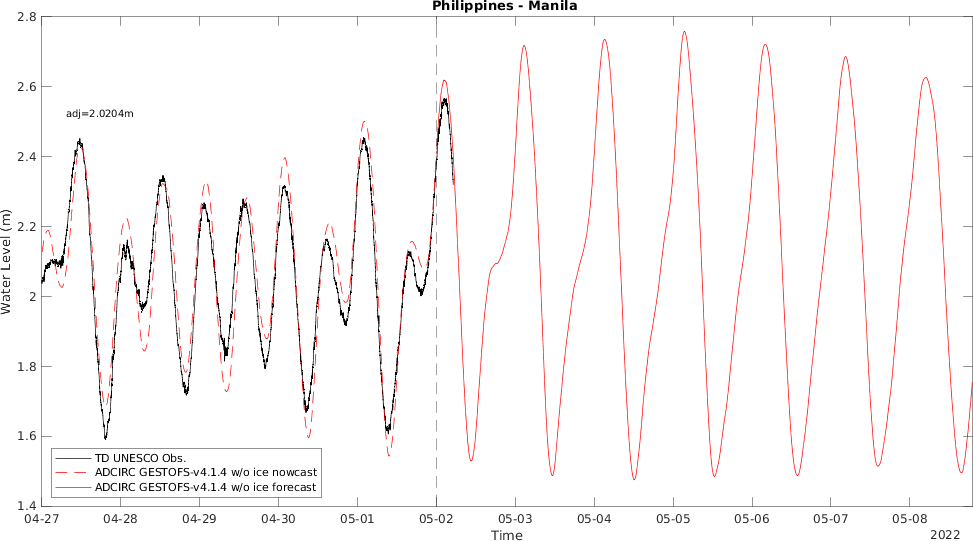 Philippines - Manila
2.8
2.6
2.4
2.2
2
1.8
1.6
1.4
Water Level (m)
adj=2.0204m
TD UNESCO Obs.
ADCIRC GESTOFS-v4.1.4 w/o ice nowcast
ADCIRC GESTOFS-v4.1.4 w/o ice forecast
04-27 04-28 04-29 04-30 05-01 05-02 05-03 05-04 05-05 05-06 05-07 05-08
Time
2022